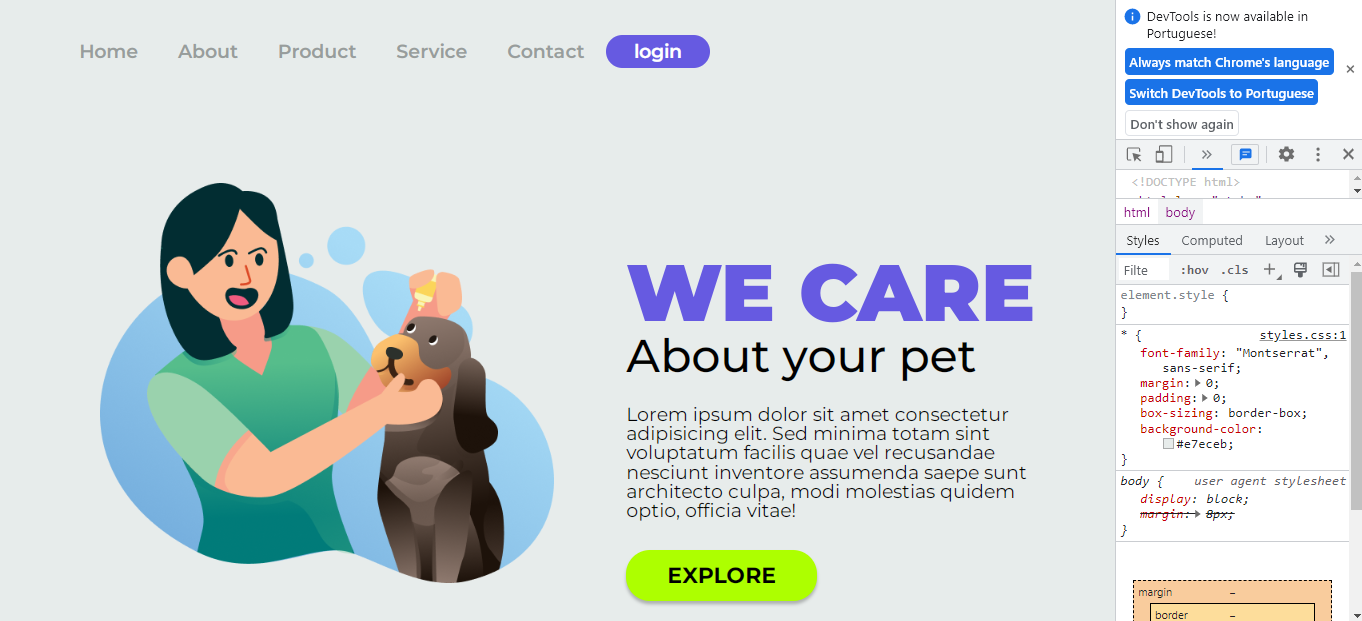 Home About Product Service Contact login
WE CARE
About your pet
Lorem ipsum dolor sit amet consectetur
adipisicing elit. Sed minima totam sint
voluptatum facilis quae vel recusandae
nesciunt inventore assumenda saepe sunt
architecto culpa, modi molestias quidem
optio, officia vitae!
EXPLORE
DevTools is now available in
Portuguese!
Always match Chrome's language
Switch DevTools to Portuguese
Don't show again
<!DOCTYPE html>
html body
Styles Computed Layout
Filte :hov .cls
element.style {
}
* { styles.css:1
font-family: "Montserrat",
sans-serif;
margin: 0;
padding: 0;
box-sizing: border-box;
background-color:
#e7eceb;
}
body { user agent stylesheet
display: block;
margin: 8px;
}
margin –
border –